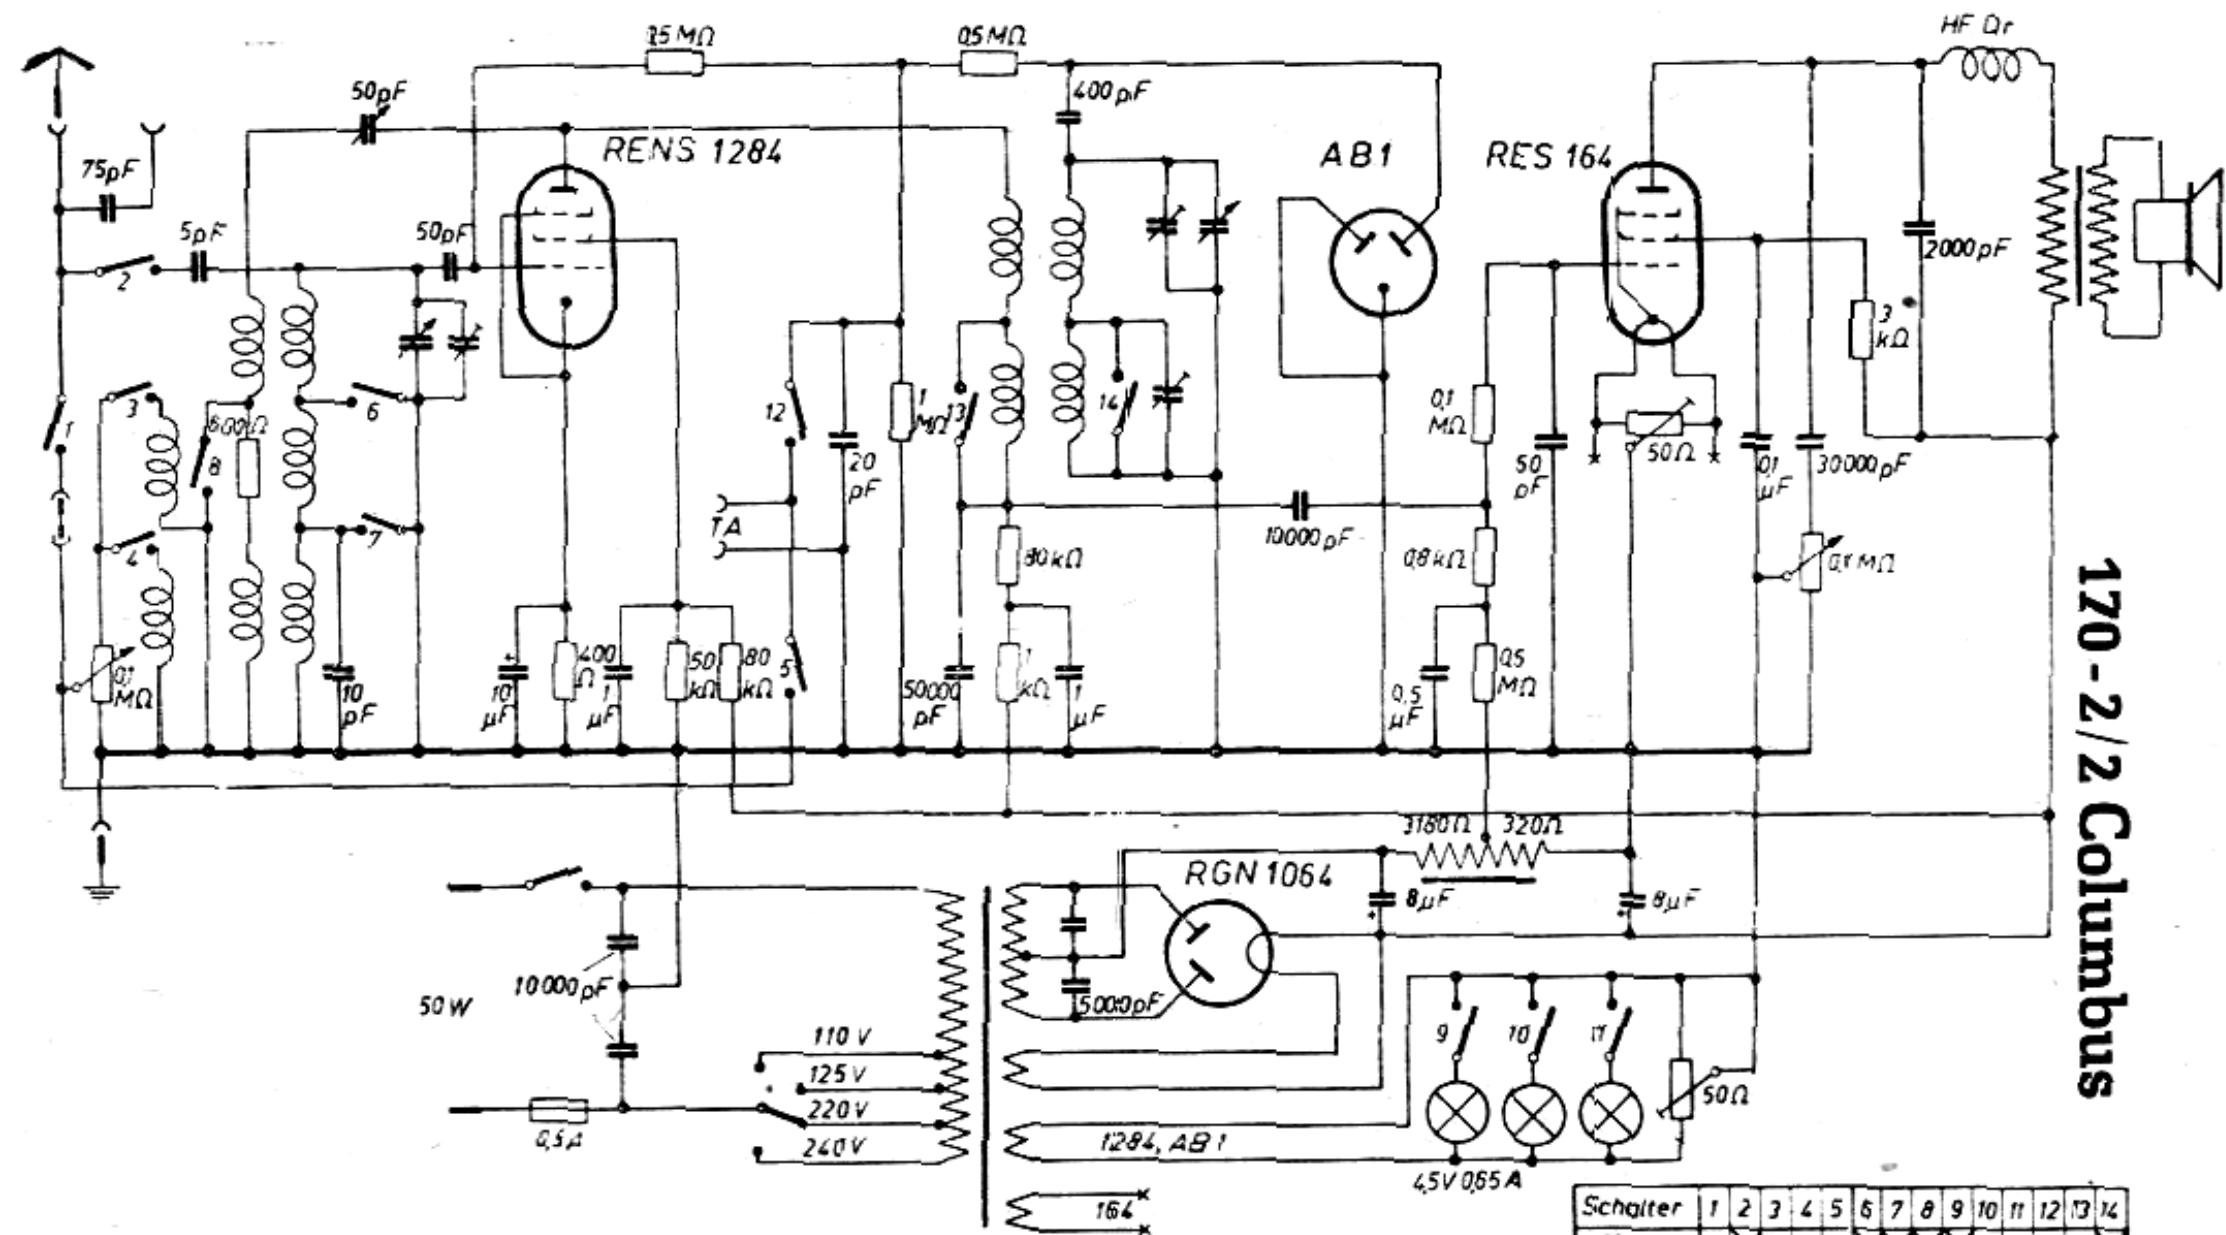 HF Dr
0,5 MΩ
50pF
400pF
RENS 1284
AB1
RES 164
75pF
5pF
50pF
2000pF
3
kΩ
1
2
3
4
600Ω
8
6
7
12
1
MΩ
13
14
0,1
MΩ
50
pF
50Ω
0,1
µF
30000pF
20
pF
TA
10000pF
80kΩ
0,8kΩ
0,1MΩ
0,1
MΩ
10
pF
10
µF
400
Ω
1
µF
50
kΩ
80
kΩ
5
50000
pF
1
kΩ
1
µF
0,5
µF
0,5
MΩ
3180Ω 320Ω
RGN 1064
8µF
8µF
50W
10000pF
5000pF
9
10
11
110 V
125 V
220 V
240 V
0,5A
50Ω
1284, AB1
4,5V 0,65A
164
170-2/2 Columbus
Schalter 1 2 3 4 5 6 7 8 9 10 11 12 13 14